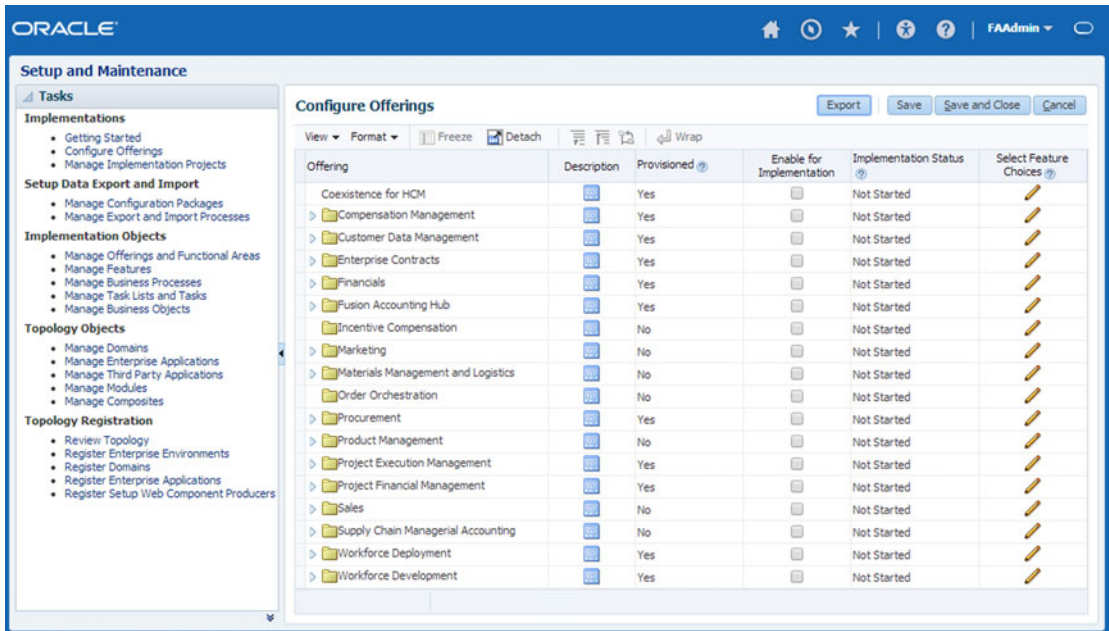 ORACLE
FAAdmin
Setup and Maintenance
Tasks
Implementations
Getting Started
Configure Offerings
Manage Implementation Projects
Setup Data Export and Import
Manage Configuration Packages
Manage Export and Import Processes
Implementation Objects
Manage Offerings and Functional Areas
Manage Features
Manage Business Processes
Manage Task Lists and Tasks
Manage Business Objects
Topology Objects
Manage Domains
Manage Enterprise Applications
Manage Third Party Applications
Manage Modules
Manage Composites
Topology Registration
Review Topology
Register Enterprise Environments
Register Domains
Register Enterprise Applications
Register Setup Web Component Producers
Configure Offerings Export Save Save and Close Cancel
View Format Freeze Detach Wrap
Offering Description Provisioned Enable for Implementation Implementation Status Select Feature Choices
Coexistence for HCM Yes Not Started
Compensation Management Yes Not Started
Customer Data Management Yes Not Started
Enterprise Contracts Yes Not Started
Financials Yes Not Started
Fusion Accounting Hub Yes Not Started
Incentive Compensation No Not Started
Marketing No Not Started
Materials Management and Logistics No Not Started
Order Orchestration No Not Started
Procurement Yes Not Started
Product Management No Not Started
Project Execution Management Yes Not Started
Project Financial Management Yes Not Started
Sales No Not Started
Supply Chain Managerial Accounting No Not Started
Workforce Deployment Yes Not Started
Workforce Development Yes Not Started